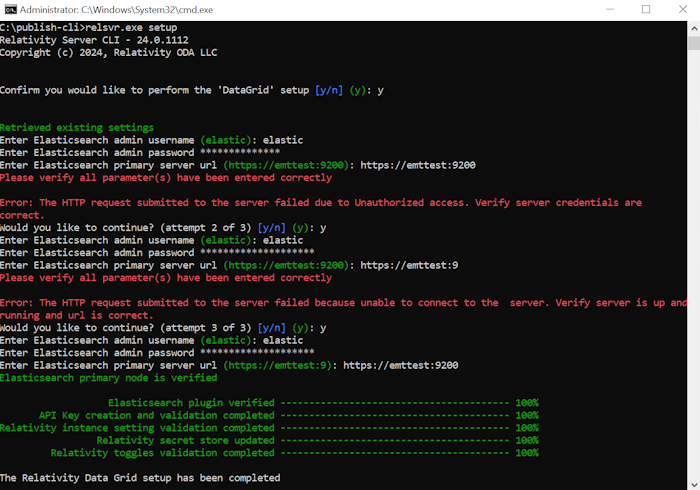 Administrator: C:\Windows\System32\cmd.exe
C:\publish-cli>relsvr.exe setup
Relativity Server CLI - 24.0.1112
Copyright (c) 2024, Relativity ODA LLC
Confirm you would like to perform the 'DataGrid' setup [y/n] (y): y
Retrieved existing settings
Enter Elasticsearch admin username (elastic): elastic
Enter Elasticsearch admin password **************
Enter Elasticsearch primary server url (https://emttest:9200): https://emttest:9200
Please verify all parameter(s) have been entered correctly
Error: The HTTP request submitted to the server failed due to Unauthorized access. Verify server credentials are
correct.
Would you like to continue? (attempt 2 of 3) [y/n] (y): y
Enter Elasticsearch admin username (elastic): elastic
Enter Elasticsearch admin password ********************
Enter Elasticsearch primary server url (https://emttest:9200): https://emttest:9
Please verify all parameter(s) have been entered correctly
Error: The HTTP request submitted to the server failed because unable to connect to the  server. Verify server is up and
running and url is correct.
Would you like to continue? (attempt 3 of 3) [y/n] (y): y
Enter Elasticsearch admin username (elastic): elastic
Enter Elasticsearch admin password ********************
Enter Elasticsearch primary server url (https://emttest:9): https://emttest:9200
Elasticsearch primary node is verified
Elasticsearch plugin verified ---------------------------------------- 100%
API Key creation and validation completed ---------------------------------------- 100%
Relativity instance setting validation completed ---------------------------------------- 100%
Relativity secret store updated ---------------------------------------- 100%
Relativity toggles validation completed ---------------------------------------- 100%
The Relativity Data Grid setup has been completed